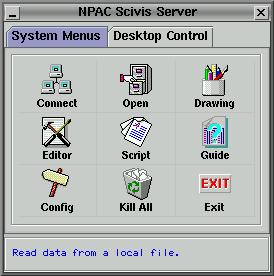 NPAC Scivis Server
System Menus Desktop Control
Connect Open Drawing
Editor Script Guide
EXIT
Config Kill All Exit
Read data from a local file.